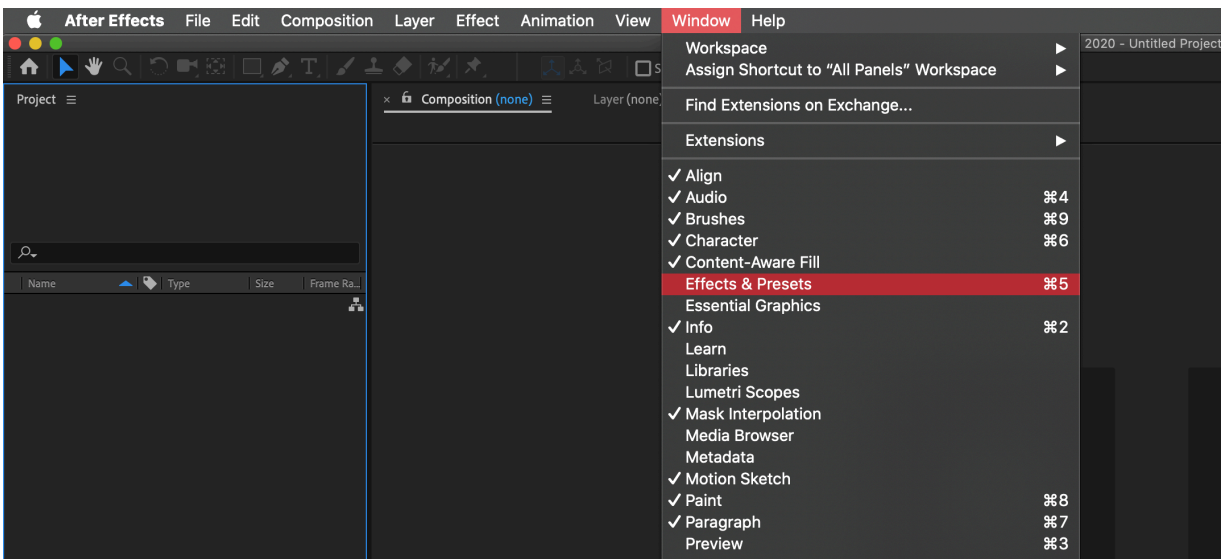 After Effects File Edit Composition Layer Effect Animation View Window Help
2020 - Untitled Project
Workspace
Assign Shortcut to “All Panels” Workspace
Project
Composition (none)
Layer (none)
Find Extensions on Exchange...
Extensions
Align
Audio ⌘4
Brushes ⌘9
Character ⌘6
Content-Aware Fill
Effects & Presets ⌘5
Essential Graphics
Info ⌘2
Learn
Libraries
Lumetri Scopes
Mask Interpolation
Media Browser
Metadata
Motion Sketch
Paint ⌘8
Paragraph ⌘7
Preview ⌘3
Name Type Size Frame Ra...